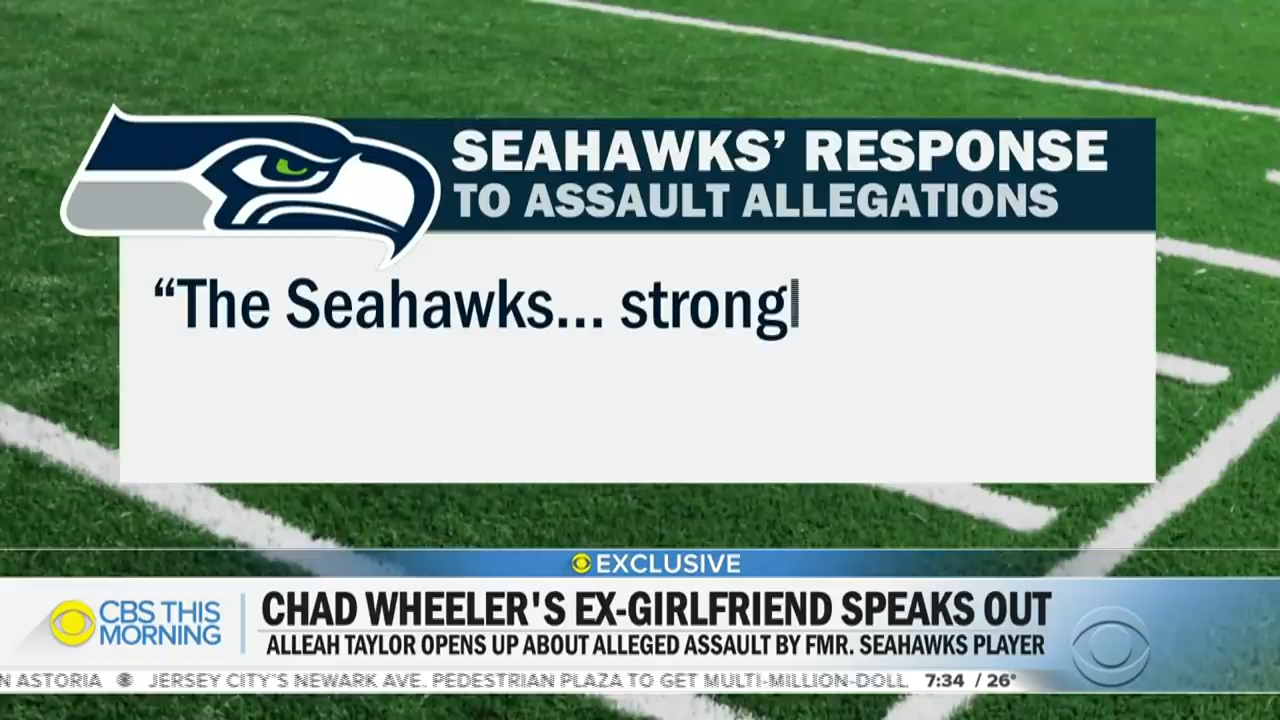 SEAHAWKS' RESPONSE
TO ASSAULT ALLEGATIONS
“The Seahawks... strongl
EXCLUSIVE
CBS THIS
MORNING
CHAD WHEELER'S EX-GIRLFRIEND SPEAKS OUT
ALLEAH TAYLOR OPENS UP ABOUT ALLEGED ASSAULT BY FMR. SEAHAWKS PLAYER
N ASTORIA JERSEY CITY'S NEWARK AVE. PEDESTRIAN PLAZA TO GET MULTI-MILLION-DOLL 7:34 / 26°